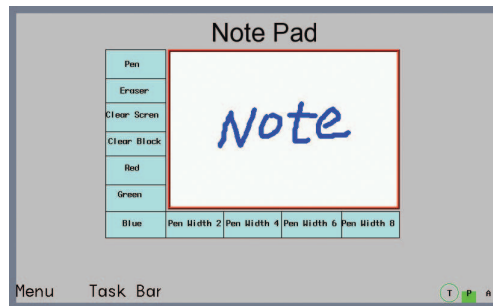 Note Pad
Pen
Eraser
Clear Scren
Clear Block
Red
Green
Blue
Note
Pen Width 2 Pen Width 4 Pen Width 6 Pen Width 8
Menu Task Bar
T P A